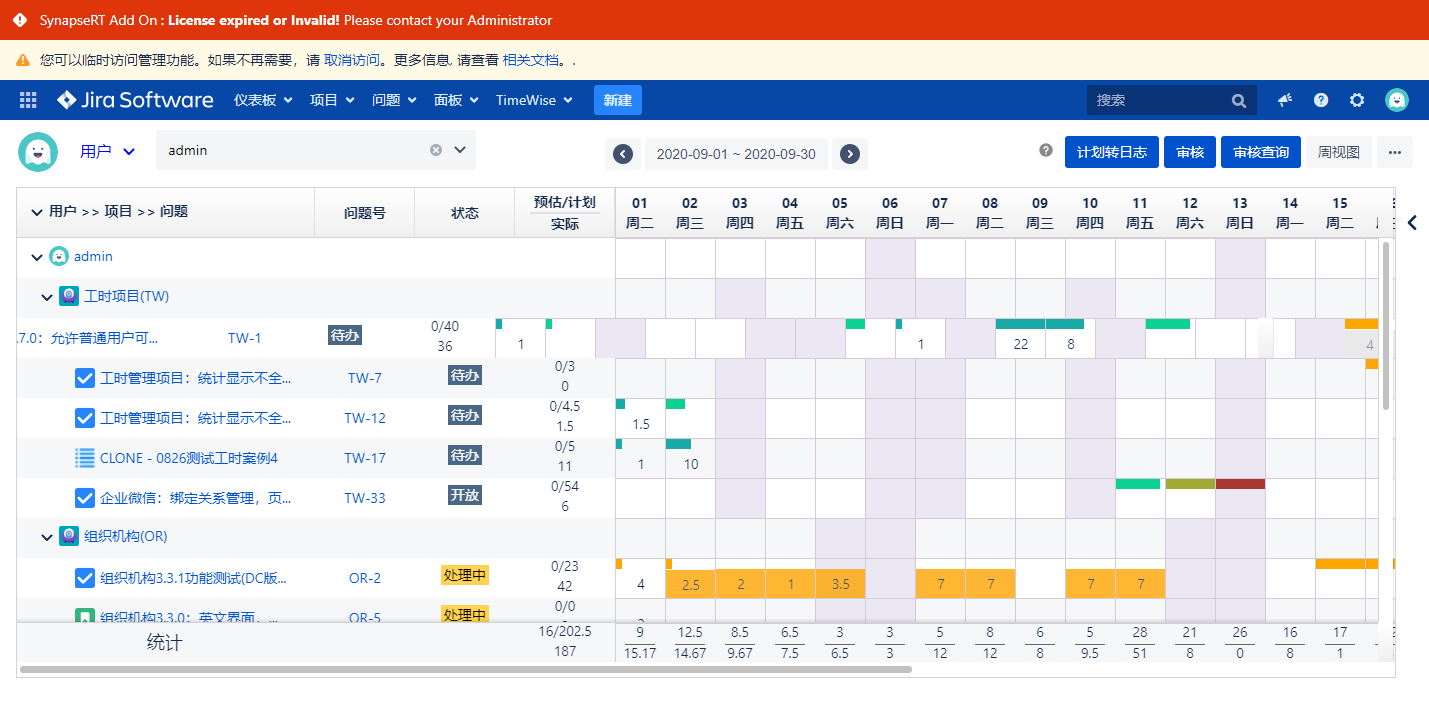 SynapseRT Add On : License expired or Invalid! Please contact your Administrator
您可以临时访问管理功能。如果不再需要，请 取消访问。更多信息, 请查看 相关文档。.
Jira Software 仪表板 项目 问题 面板 TimeWise 新建 搜索
用户 admin 2020-09-01 ~ 2020-09-30 计划转日志 审核 审核查询 周视图
用户 >> 项目 >> 问题 问题号 状态 预估/计划 实际
01 02 03 04 05 06 07 08 09 10 11 12 13 14 15
周二 周三 周四 周五 周六 周日 周一 周二 周三 周四 周五 周六 周日 周一 周二
admin
工时项目(TW)
.7.0：允许普通用户可... TW-1 待办 0/40 36 1 1 22 8 4
工时管理项目：统计显示不全... TW-7 待办 0/3 0
工时管理项目：统计显示不全... TW-12 待办 0/4.5 1.5 1.5
CLONE - 0826测试工时案例4 TW-17 待办 0/5 11 1 10
企业微信：绑定关系管理，页... TW-33 开放 0/54 6
组织机构(OR)
组织机构3.3.1功能测试(DC版... OR-2 处理中 0/23 42 4 2.5 2 1 3.5 7 7 7 7
组织机构3.3.0：英文界面，... OR-5 处理中 0/0
统计 16/202.5 187
9 12.5 8.5 6.5 3 3 5 8 6 5 28 21 26 16 17
15.17 14.67 9.67 7.5 6.5 3 12 12 8 9.5 51 8 0 8 1